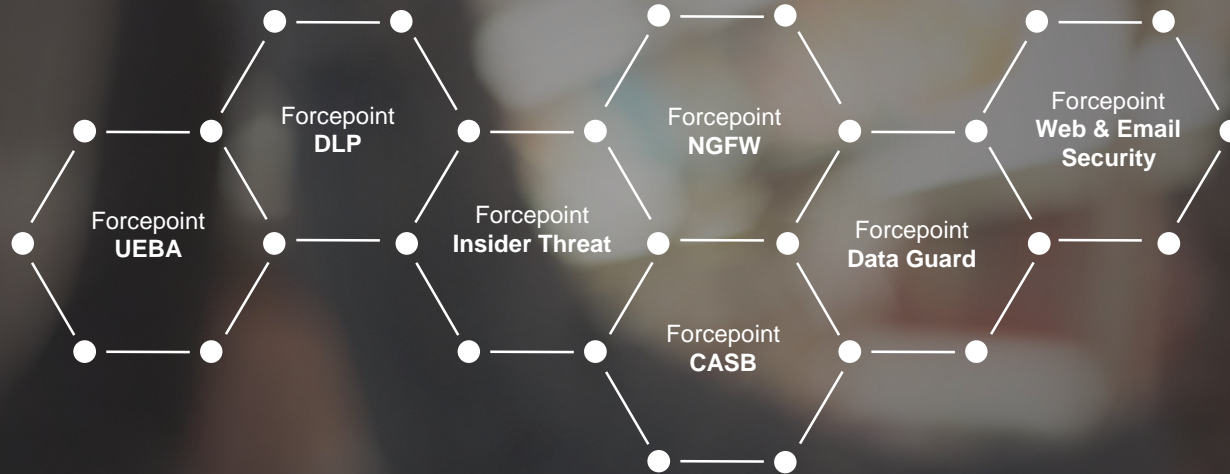 Forcepoint
UEBA
Forcepoint
DLP
Forcepoint
Insider Threat
Forcepoint
NGFW
Forcepoint
CASB
Forcepoint
Data Guard
Forcepoint
Web & Email
Security